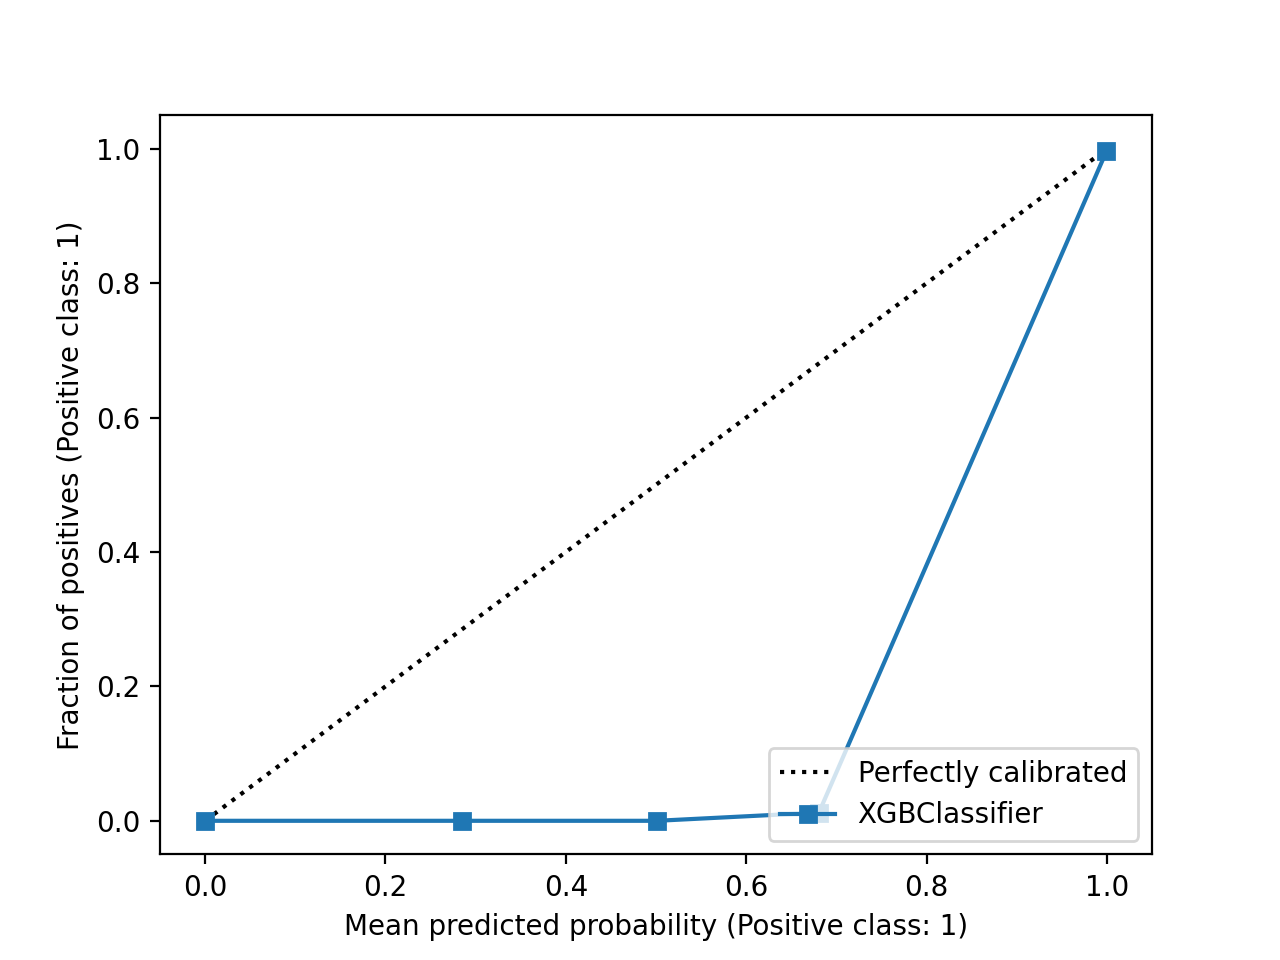 1.0
0.8
0.6
0.4
0.2
0.0
Fraction of positives (Positive class: 1)
Perfectly calibrated
XGBClassifier
0.0 0.2 0.4 0.6 0.8 1.0
Mean predicted probability (Positive class: 1)